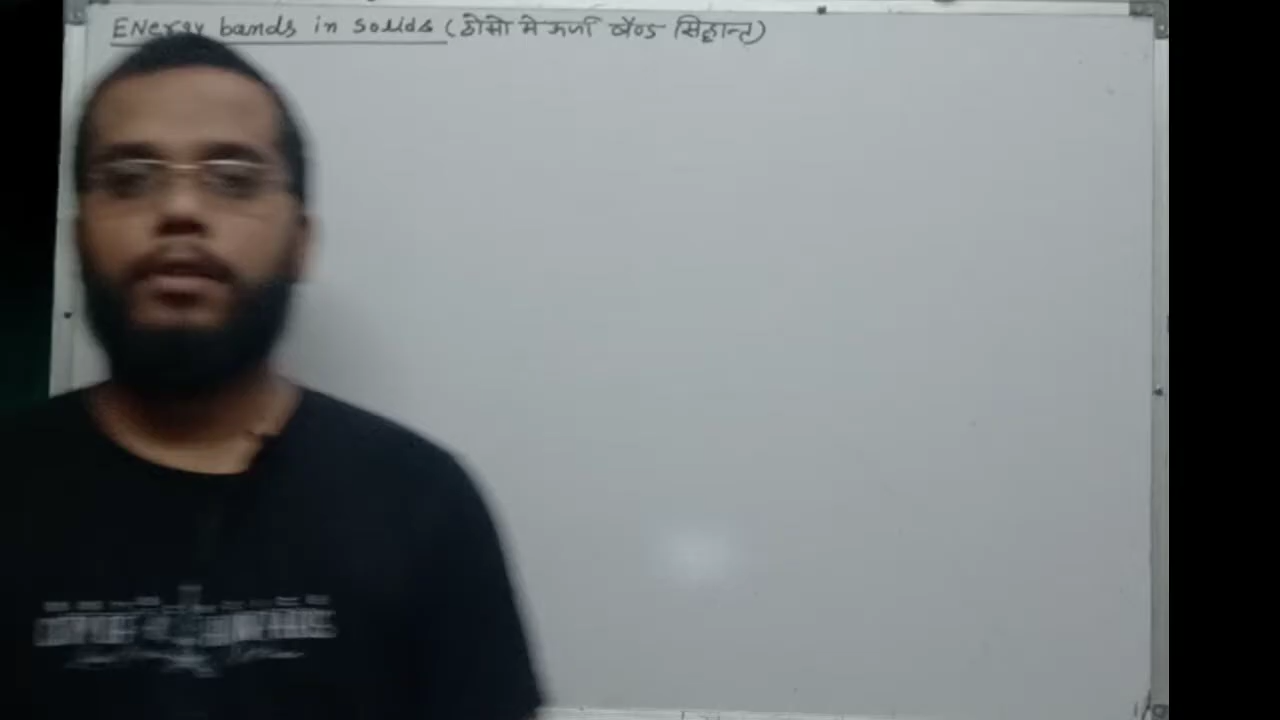 Energy bands in solids (ठोसो मे ऊर्जा बैण्ड सिद्धान्त)